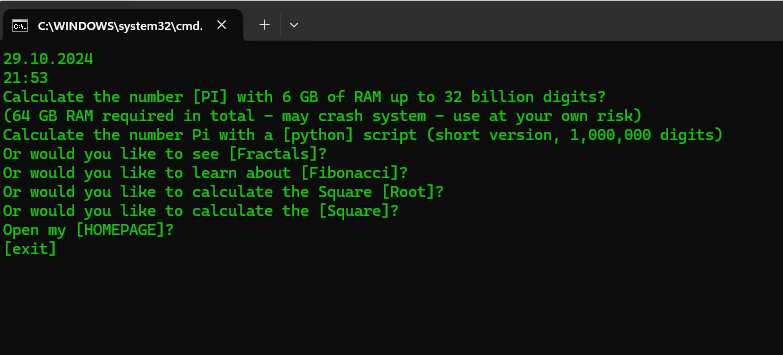 C:\WINDOWS\system32\cmd.
29.10.2024
21:53
Calculate the number [PI] with 6 GB of RAM up to 32 billion digits?
(64 GB RAM required in total - may crash system - use at your own risk)
Calculate the number Pi with a [python] script (short version, 1,000,000 digits)
Or would you like to see [Fractals]?
Or would you like to learn about [Fibonacci]?
Or would you like to calculate the Square [Root]?
Or would you like to calculate the [Square]?
Open my [HOMEPAGE]?
[exit]